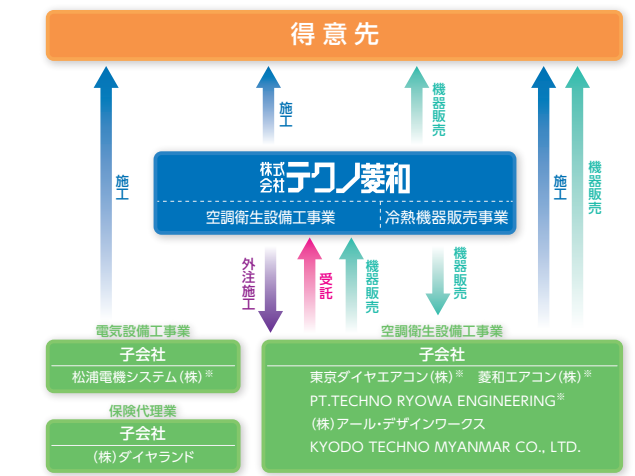 得意先
施工
施工
機器販売
施工
機器販売
株式会社テクノ菱和
空調衛生設備工事業
冷熱機器販売事業
外注施工
受託
機器販売
機器販売
電気設備工事業
子会社
松浦電機システム(株)※
保険代理業
子会社
(株)ダイヤランド
空調衛生設備工事業
子会社
東京ダイヤエアコン(株)※ 菱和エアコン(株)※
PT.TECHNO RYOWA ENGINEERING※
(株)アール・デザインワークス
KYODO TECHNO MYANMAR CO., LTD.